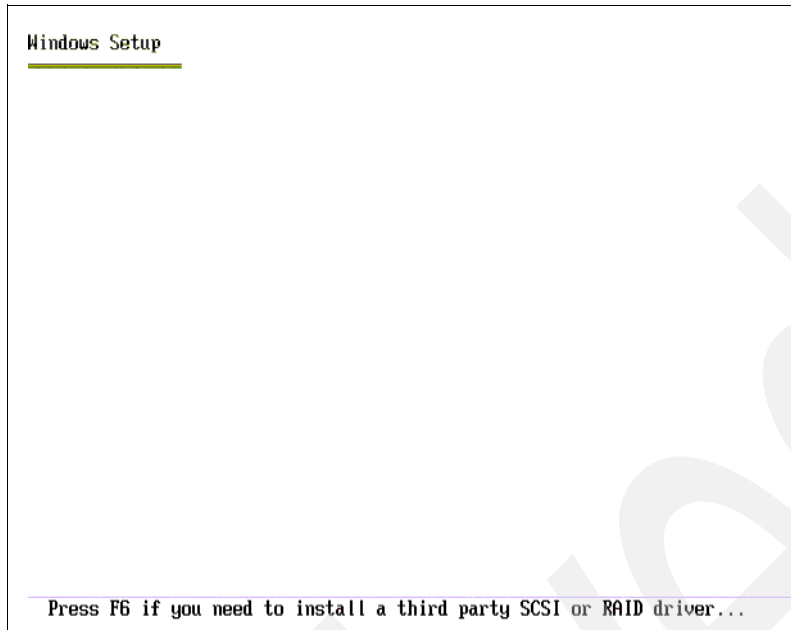 Windows Setup
Press F6 if you need to install a third party SCSI or RAID driver...